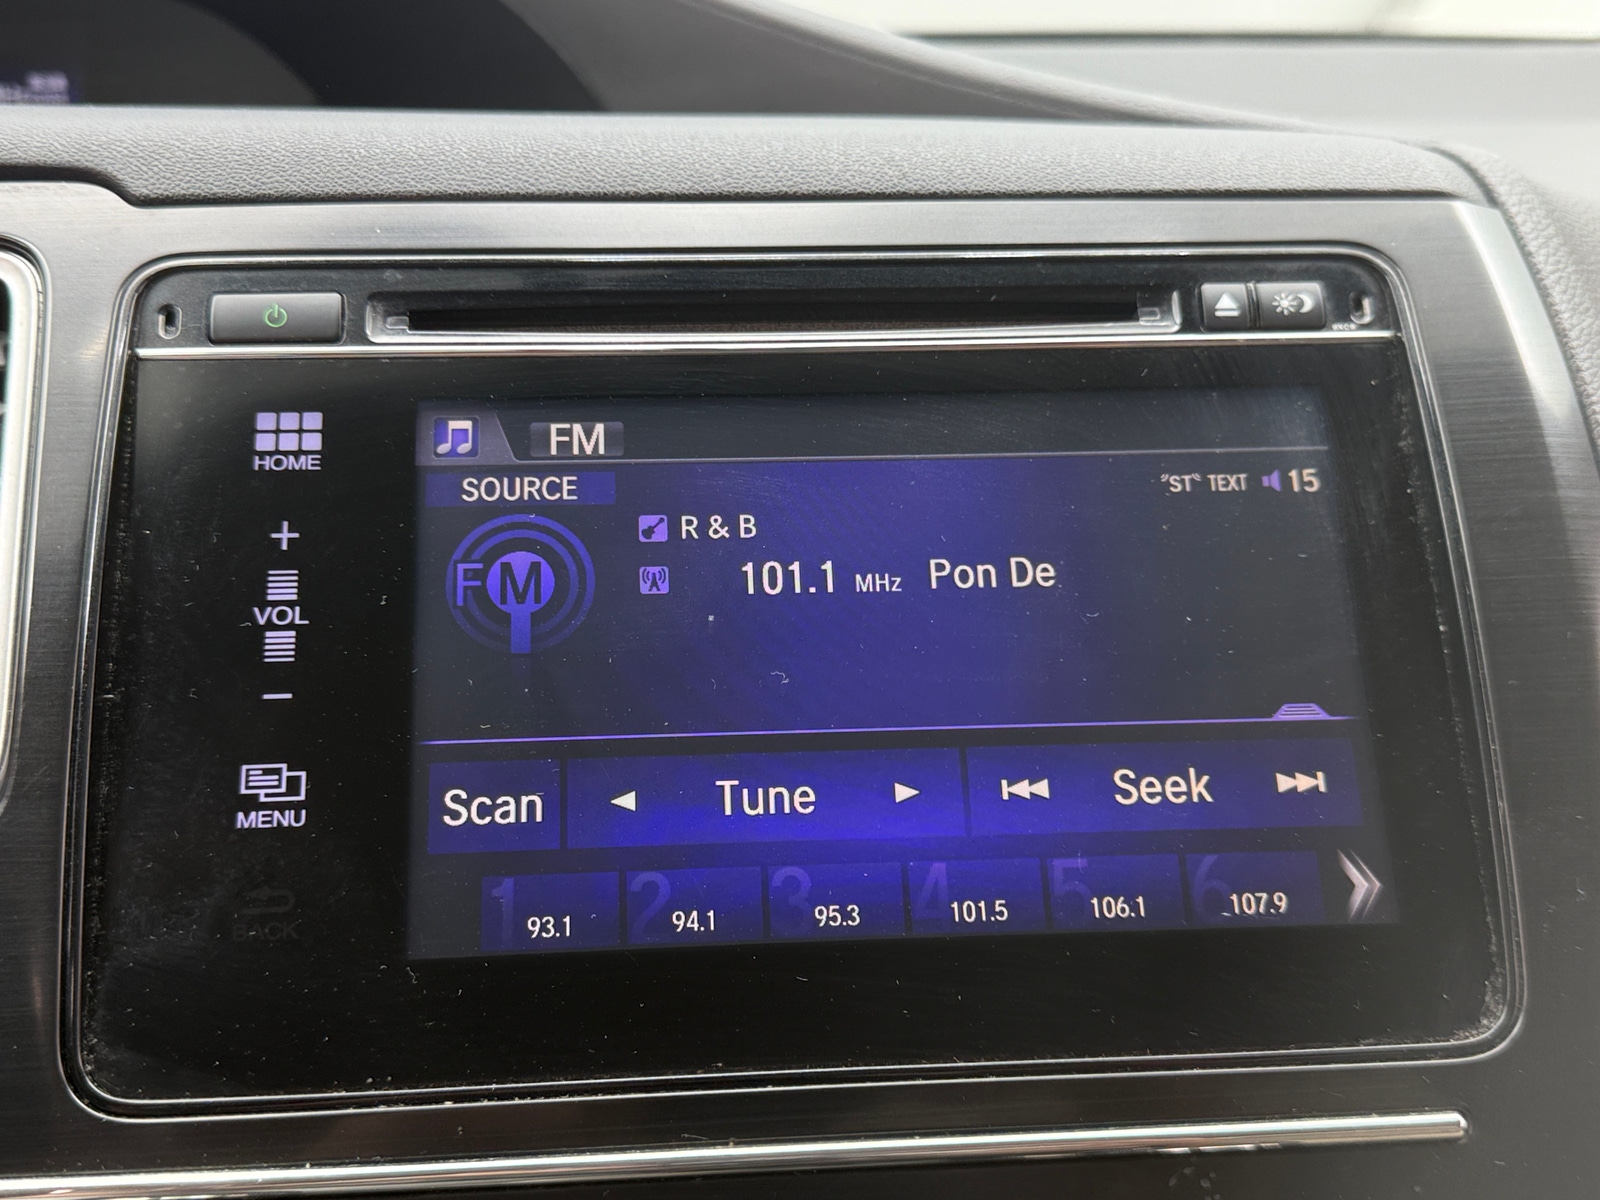 FM
SOURCE
"ST" TEXT 15
HOME
R & B
FM
101.1 MHz Pon De
+
VOL
−
Scan Tune Seek
MENU
1 2 3 4 5 6
93.1 94.1 95.3 101.5 106.1 107.9
BACK